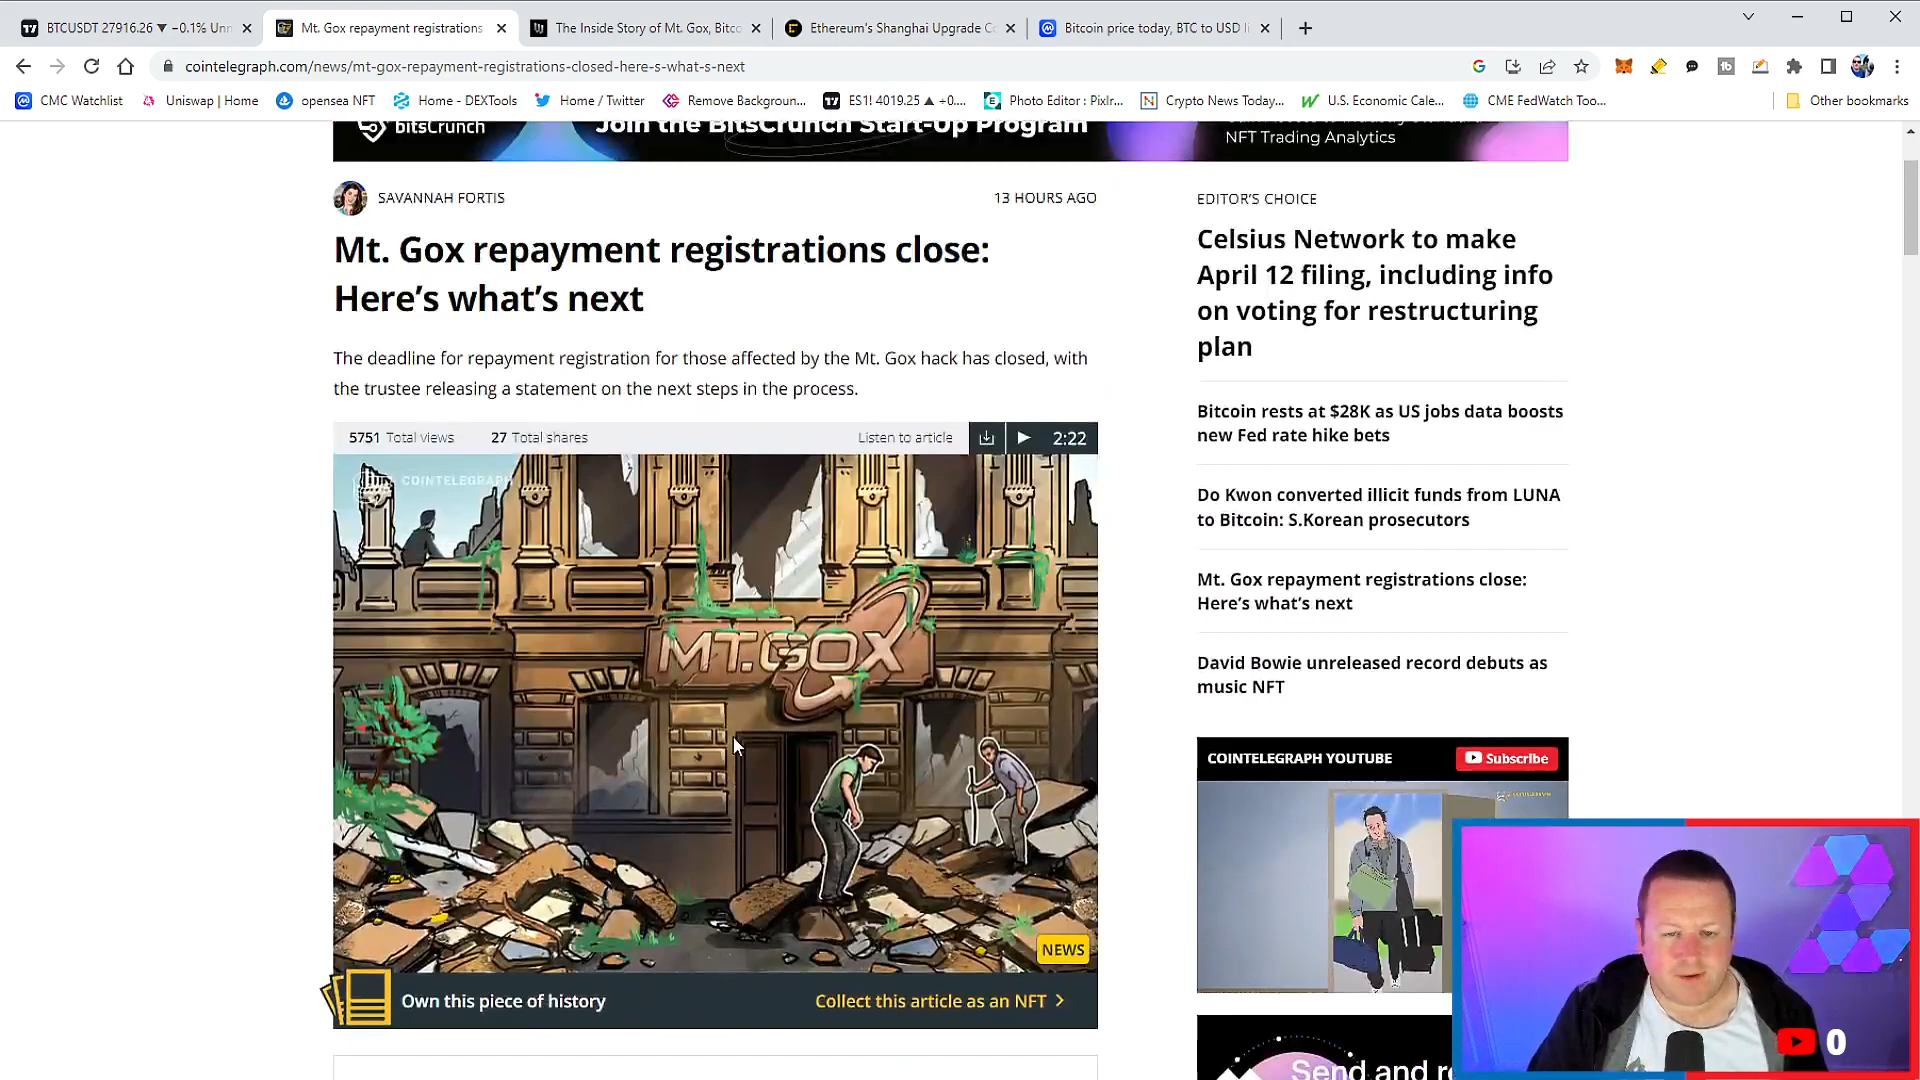 BTCUSDT 27916.26 ▼ −0.1% Unn
Mt. Gox repayment registrations
The Inside Story of Mt. Gox, Bitco
Ethereum's Shanghai Upgrade Co
Bitcoin price today, BTC to USD li
cointelegraph.com/news/mt-gox-repayment-registrations-closed-here-s-what-s-next
CMC Watchlist
Uniswap | Home
opensea NFT
Home - DEXTools
Home / Twitter
Remove Backgroun...
ES1! 4019.25 ▲ +0....
Photo Editor : Pixlr...
Crypto News Today...
U.S. Economic Cale...
CME FedWatch Too...
Other bookmarks
bitsCrunch
Join the BitsCrunch Start-Up Program
NFT Trading Analytics
SAVANNAH FORTIS
13 HOURS AGO
Mt. Gox repayment registrations close:
Here's what's next
The deadline for repayment registration for those affected by the Mt. Gox hack has closed, with
the trustee releasing a statement on the next steps in the process.
5751 Total views
27 Total shares
Listen to article
2:22
COINTELEGRAPH
MT.GOX
NEWS
Own this piece of history
Collect this article as an NFT >
EDITOR'S CHOICE
Celsius Network to make
April 12 filing, including info
on voting for restructuring
plan
Bitcoin rests at $28K as US jobs data boosts
new Fed rate hike bets
Do Kwon converted illicit funds from LUNA
to Bitcoin: S.Korean prosecutors
Mt. Gox repayment registrations close:
Here's what's next
David Bowie unreleased record debuts as
music NFT
COINTELEGRAPH YOUTUBE
Subscribe
Send and re
0